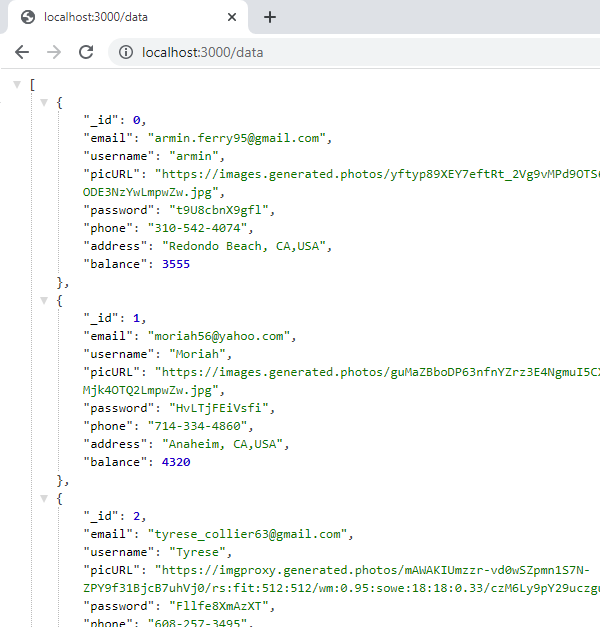 localhost:3000/data
localhost:3000/data
[
{
"_id": 0,
"email": "armin.ferry95@gmail.com",
"username": "armin",
"picURL": "https://images.generated.photos/yftyp89XEY7eftRt_2Vg9vMPd9OTS
ODE3NzYwLmpwZw.jpg",
"password": "t9U8cbnX9gfl",
"phone": "310-542-4074",
"address": "Redondo Beach, CA,USA",
"balance": 3555
},
{
"_id": 1,
"email": "moriah56@yahoo.com",
"username": "Moriah",
"picURL": "https://images.generated.photos/guMaZBboDP63nfnYZrz3E4NgmuI5C
Mjk4OTQ2LmpwZw.jpg",
"password": "HvLTjFEiVsfi",
"phone": "714-334-4860",
"address": "Anaheim, CA,USA",
"balance": 4320
},
{
"_id": 2,
"email": "tyrese_collier63@gmail.com",
"username": "Tyrese",
"picURL": "https://imgproxy.generated.photos/mAWAKIUmzzr-vd0wSZpmn1S7N-
ZPY9f31BjcB7uhVj0/rs:fit:512:512/wm:0.95:sowe:18:18:0.33/czM6Ly9pY29uczg
"password": "Fllfe8XmAzXT",
"phone": "608-257-3495",